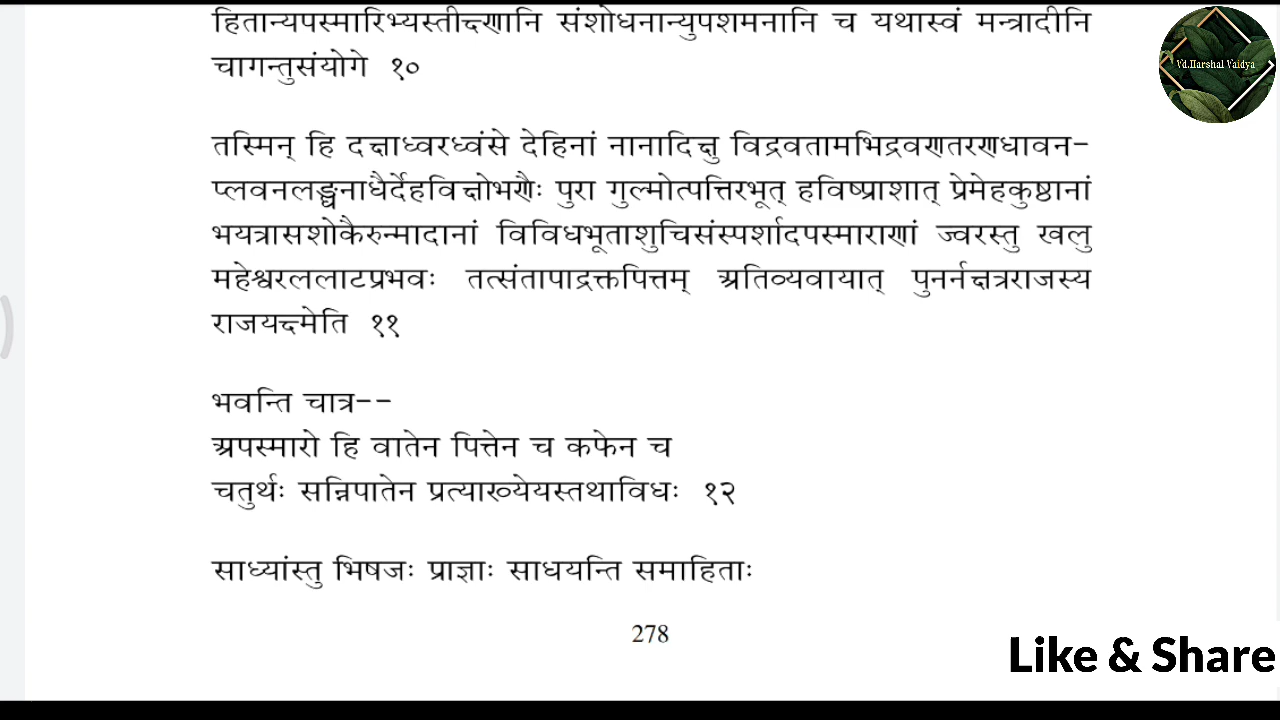 हितान्यपस्मारिभ्यस्तीक्ष्णानि संशोधनान्युपशमनानि च यथास्वं मन्त्रादीनि
चागन्तुसंयोगे १०
तस्मिन् हि दक्षाध्वरध्वंसे देहिनां नानादिक्षु विद्रवतामभिद्रवणतरणधावन-
प्लवनलङ्घनाधैर्देहविक्षोभणैः पुरा गुल्मोत्पत्तिरभूत् हविष्प्राशात् प्रेमेहकुष्ठानां
भयत्रासशोकैरुन्मादानां विविधभूताशुचिसंस्पर्शादपस्माराणां ज्वरस्तु खलु
महेश्वरललाटप्रभवः तत्संतापाद्रक्तपित्तम् अतिव्यवायात् पुनर्नक्षत्रराजस्य
राजयक्ष्मेति ११
भवन्ति चात्र--
अपस्मारो हि वातेन पित्तेन च कफेन च
चतुर्थः सन्निपातेन प्रत्याख्येयस्तथाविधः १२
साध्यांस्तु भिषजः प्राज्ञाः साधयन्ति समाहिताः
278
Vd.Harshal Vaidya
Like & Share